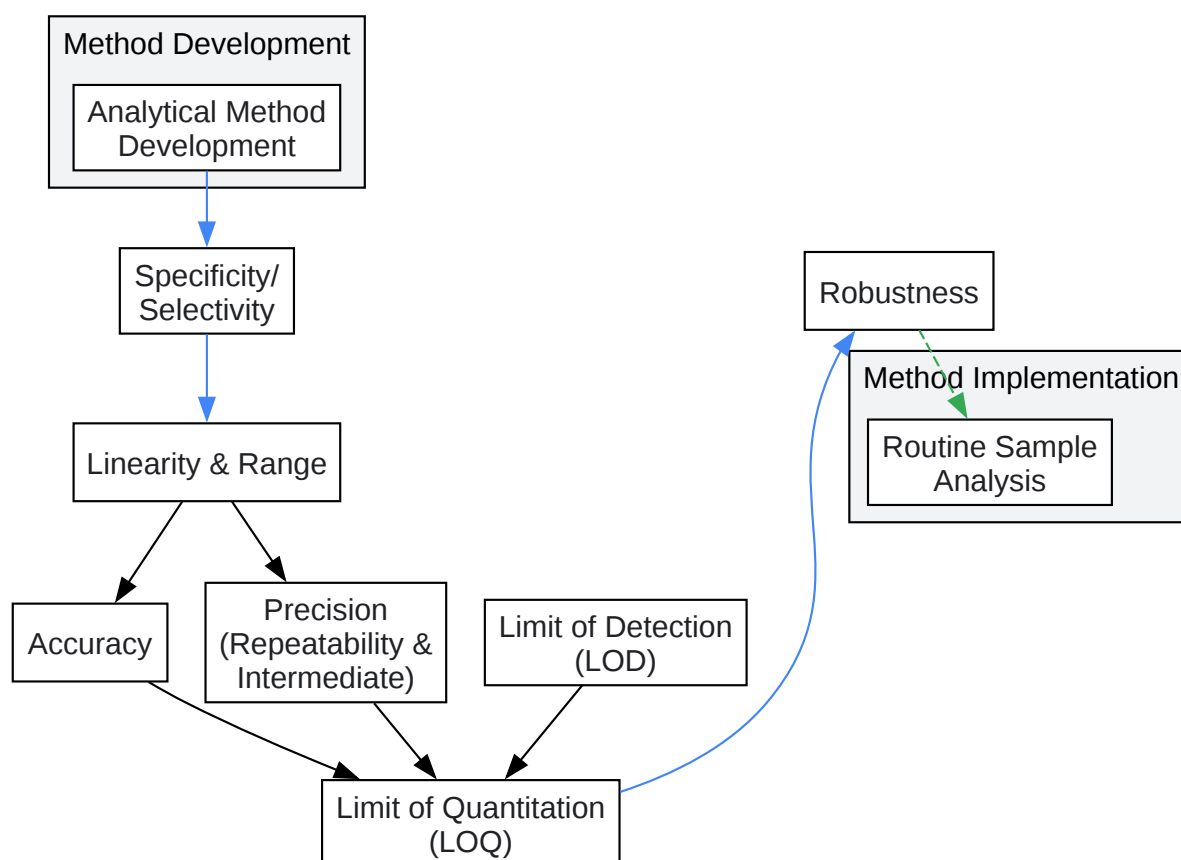 Method Development
Analytical Method
Development
Specificity/
Selectivity
Robustness
Method Implementation
Routine Sample
Analysis
Linearity & Range
Accuracy
Precision
(Repeatability &
Intermediate)
Limit of Detection
(LOD)
Limit of Quantitation
(LOQ)